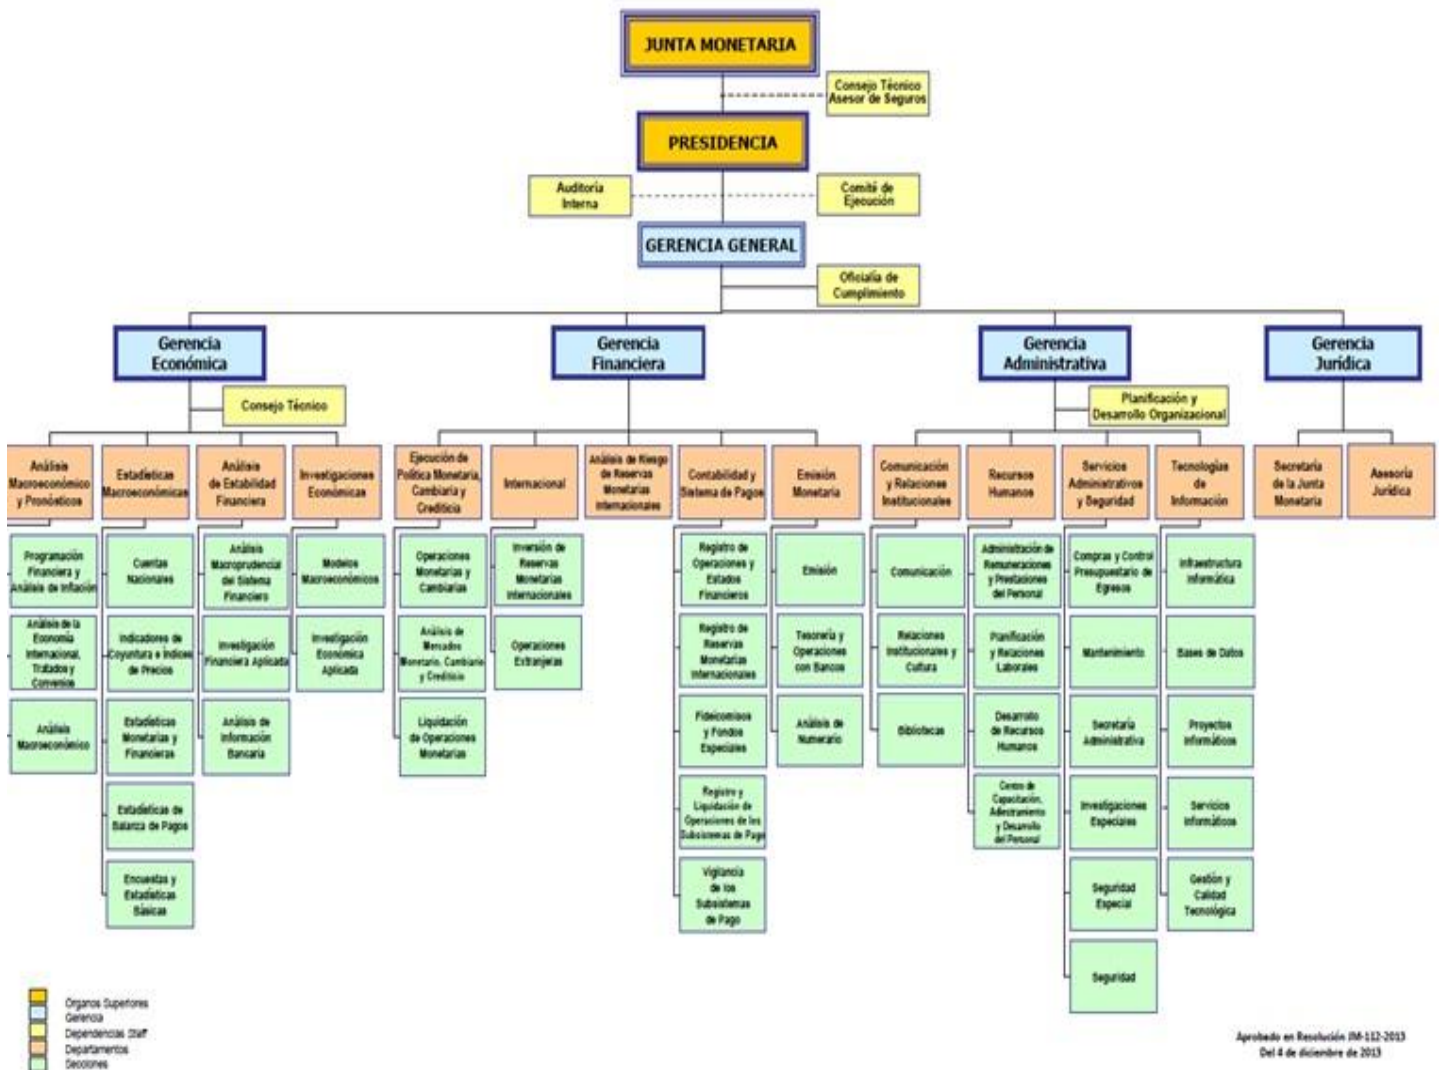 JUNTA MONETARIA
Consejo Técnico
Asesor de Seguros
PRESIDENCIA
Auditoría
Interna
Comité de
Ejecución
GERENCIA GENERAL
Oficialía de
Cumplimiento
Gerencia
Económica
Gerencia
Financiera
Gerencia
Administrativa
Gerencia
Jurídica
Consejo Técnico
Planificación y
Desarrollo Organizacional
Análisis
Macroeconómico
y Pronósticos
Estadísticas
Macroeconómicas
Análisis
de Estabilidad
Financiera
Investigaciones
Económicas
Ejecución de
Política Monetaria,
Cambiaria y
Crediticia
Internacional
Análisis de Riesgo
de Reservas
Monetarias
Internacionales
Contabilidad y
Sistema de Pagos
Emisión
Monetaria
Comunicación
y Relaciones
Institucionales
Recursos
Humanos
Servicios
Administrativos
y Seguridad
Tecnologías
de
Información
Secretaría
de la Junta
Monetaria
Asesoría
Jurídica
Programación
Financiera y
Análisis de Inflación
Cuentas
Nacionales
Análisis
Macroprudencial
del Sistema
Financiero
Modelos
Macroeconómicos
Operaciones
Monetarias y
Cambiarias
Inversión de
Reservas
Monetarias
Internacionales
Registro de
Operaciones y
Estados
Financieros
Emisión
Comunicación
Administración de
Remuneraciones
y Prestaciones
del Personal
Compras y Control
Presupuestario de
Egresos
Infraestructura
Informática
Análisis de la
Economía
Internacional,
Tratados y
Convenios
Indicadores de
Coyuntura e Índices
de Precios
Investigación
Financiera Aplicada
Investigación
Económica
Aplicada
Análisis de
Mercados
Monetario, Cambiario
y Crediticio
Operaciones
Extranjeras
Registro de
Reservas
Monetarias
Internacionales
Tesorería y
Operaciones
con Bancos
Relaciones
Institucionales y
Cultura
Planificación
y Relaciones
Laborales
Mantenimiento
Bases de Datos
Análisis
Macroeconómico
Estadísticas
Monetarias y
Financieras
Análisis de
Información
Bancaria
Liquidación
de Operaciones
Monetarias
Fideicomisos
y Fondos
Especiales
Análisis de
Numerario
Bibliotecas
Desarrollo
de Recursos
Humanos
Secretaría
Administrativa
Proyectos
Informáticos
Estadísticas de
Balanza de Pagos
Registro y
Liquidación de
Operaciones de los
Subsistemas de Pago
Centro de
Capacitación,
Adiestramiento
y Desarrollo
del Personal
Investigaciones
Especiales
Servicios
Informáticos
Encuestas y
Estadísticas
Básicas
Vigilancia
de los
Subsistemas
de Pago
Seguridad
Especial
Gestión y
Calidad
Tecnológica
Seguridad
Órganos Superiores
Gerencia
Dependencias Staff
Departamentos
Secciones
Aprobado en Resolución JM-112-2013
Del 4 de diciembre de 2013